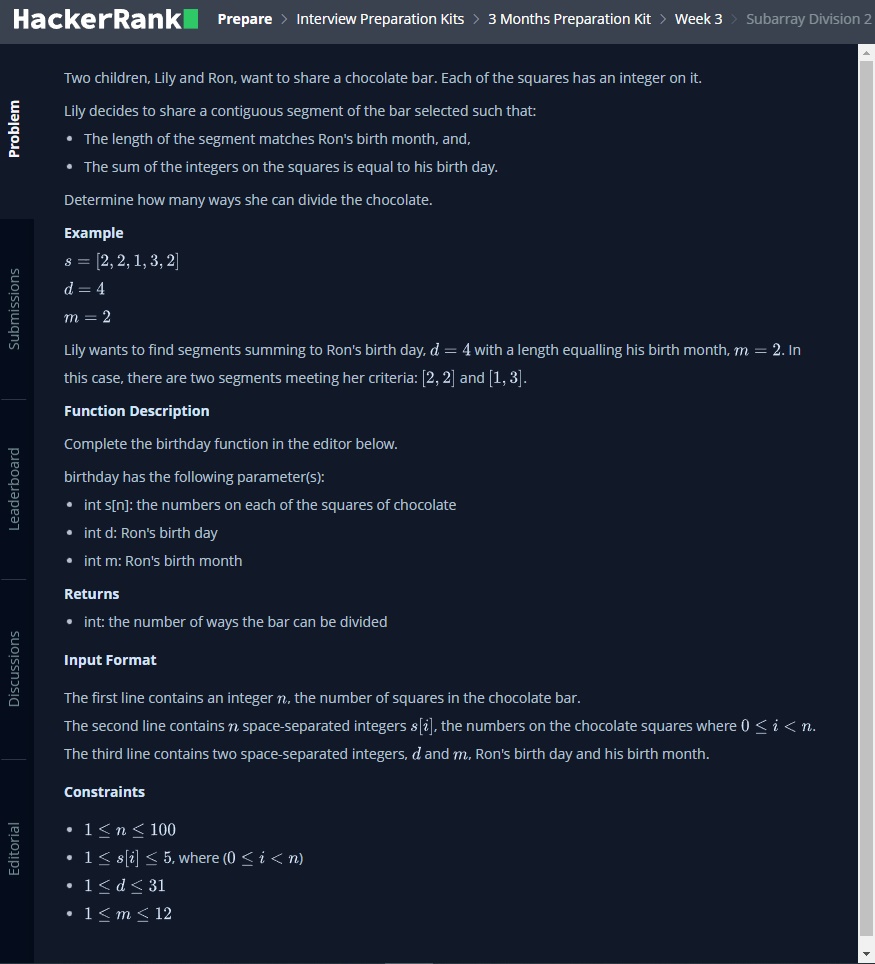 HackerRank Prepare > Interview Preparation Kits > 3 Months Preparation Kit > Week 3 > Subarray Division 2
Problem
Submissions
Leaderboard
Discussions
Editorial
Two children, Lily and Ron, want to share a chocolate bar. Each of the squares has an integer on it.
Lily decides to share a contiguous segment of the bar selected such that:
• The length of the segment matches Ron's birth month, and,
• The sum of the integers on the squares is equal to his birth day.
Determine how many ways she can divide the chocolate.
Example
s = [2, 2, 1, 3, 2]
d = 4
m = 2
Lily wants to find segments summing to Ron's birth day, d = 4 with a length equalling his birth month, m = 2. In
this case, there are two segments meeting her criteria: [2, 2] and [1, 3].
Function Description
Complete the birthday function in the editor below.
birthday has the following parameter(s):
• int s[n]: the numbers on each of the squares of chocolate
• int d: Ron's birth day
• int m: Ron's birth month
Returns
• int: the number of ways the bar can be divided
Input Format
The first line contains an integer n, the number of squares in the chocolate bar.
The second line contains n space-separated integers s[i], the numbers on the chocolate squares where 0 ≤ i < n.
The third line contains two space-separated integers, d and m, Ron's birth day and his birth month.
Constraints
• 1 ≤ n ≤ 100
• 1 ≤ s[i] ≤ 5, where (0 ≤ i < n)
• 1 ≤ d ≤ 31
• 1 ≤ m ≤ 12